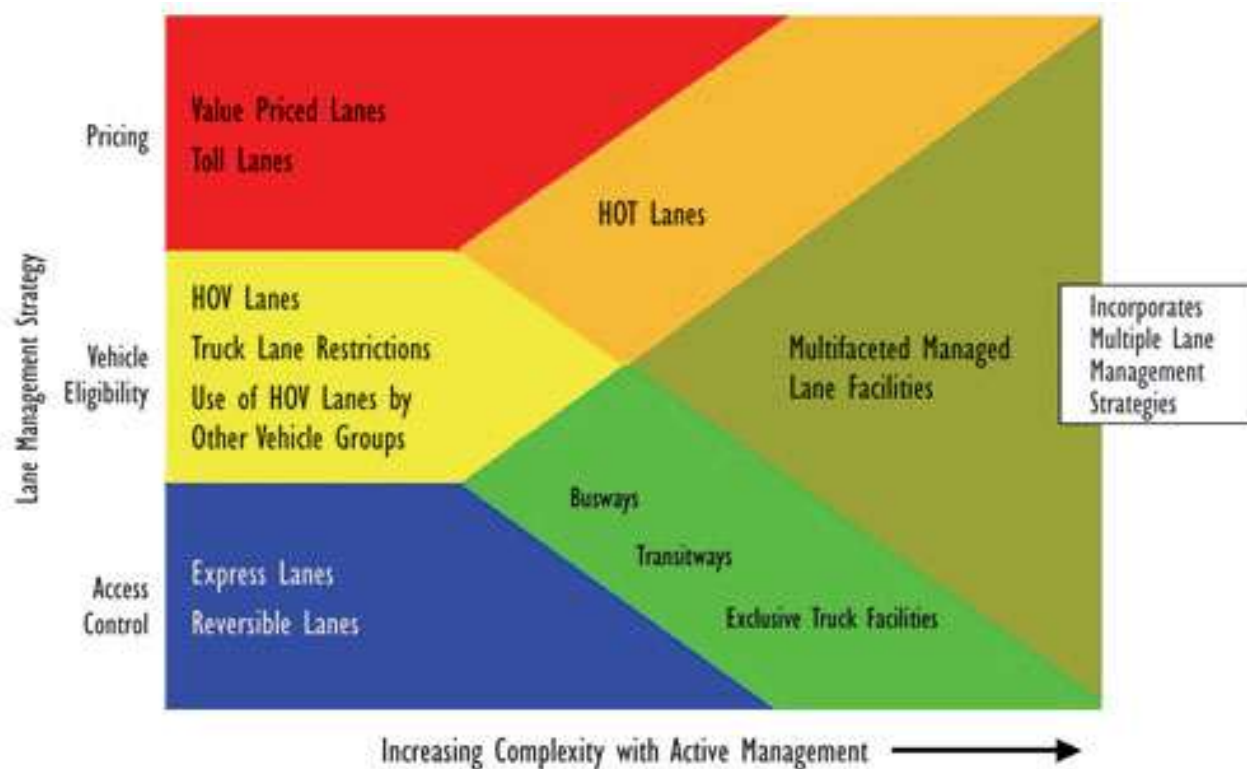 Lane Management Strategy
Pricing
Value Priced Lanes
Toll Lanes
HOT Lanes
Vehicle
Eligibility
HOV Lanes
Truck Lane Restrictions
Use of HOV Lanes by
Other Vehicle Groups
Multifaceted Managed
Lane Facilities
Incorporates
Multiple Lane
Management
Strategies
Access
Control
Express Lanes
Reversible Lanes
Busways
Transitways
Exclusive Truck Facilities
Increasing Complexity with Active Management